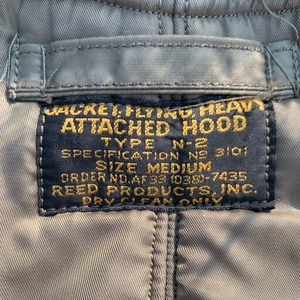 JACKET, FLYING, HEAVY
ATTACHED HOOD
TYPE N-2
SPECIFICATION Nº 3101
SIZE MEDIUM
ORDER NO. AF 33 (038)-7435
REED PRODUCTS, INC.
DRY CLEAN ONLY